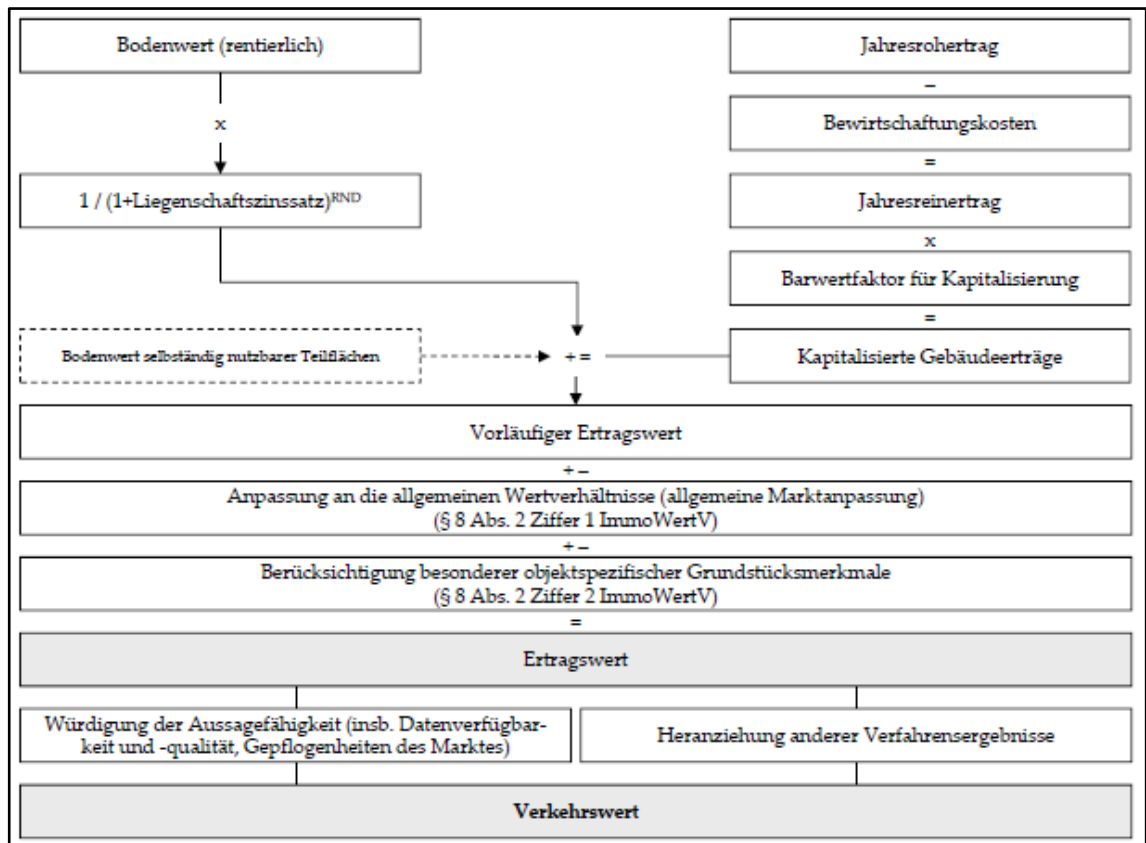 Bodenwert (rentierlich)
x
1 / (1+Liegenschaftszinssatz)^RND
Jahresrohertrag
–
Bewirtschaftungskosten
=
Jahresreinertrag
x
Barwertfaktor für Kapitalisierung
=
Kapitalisierte Gebäudeerträge
Bodenwert selbständig nutzbarer Teilflächen
+ =
Vorläufiger Ertragswert
+ –
Anpassung an die allgemeinen Wertverhältnisse (allgemeine Marktanpassung)
(§ 8 Abs. 2 Ziffer 1 ImmoWertV)
+ –
Berücksichtigung besonderer objektspezifischer Grundstücksmerkmale
(§ 8 Abs. 2 Ziffer 2 ImmoWertV)
=
Ertragswert
Würdigung der Aussagefähigkeit (insb. Datenverfügbar-
keit und -qualität, Gepflogenheiten des Marktes)
Heranziehung anderer Verfahrensergebnisse
Verkehrswert